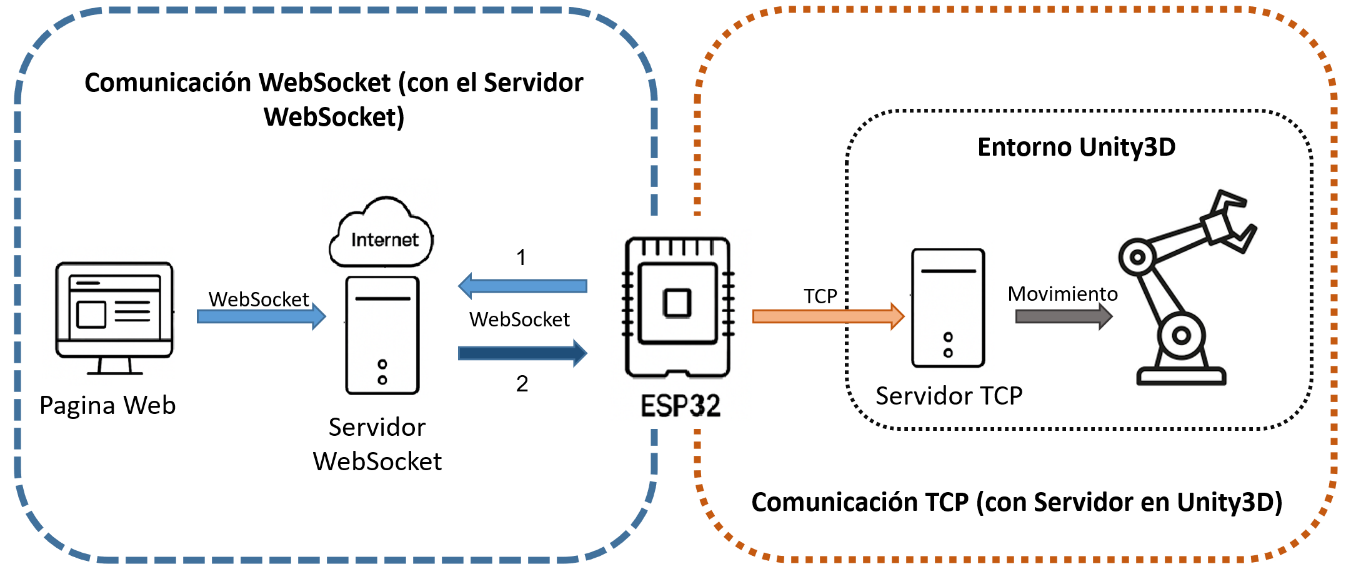 Comunicación WebSocket (con el Servidor
WebSocket)
Internet
WebSocket
Pagina Web
Servidor
WebSocket
1
WebSocket
2
ESP32
TCP
Entorno Unity3D
Servidor TCP
Movimiento
Comunicación TCP (con Servidor en Unity3D)